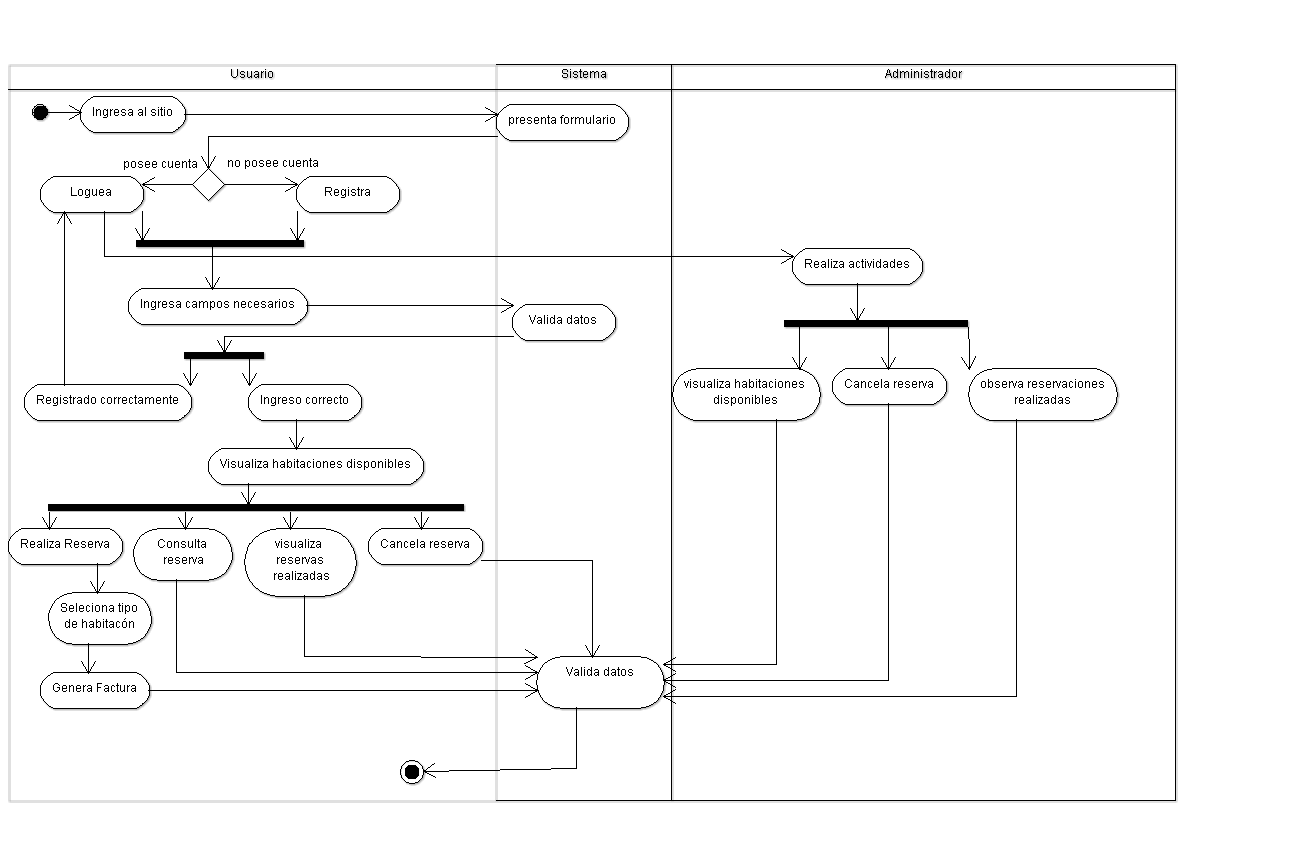 Usuario
Sistema
Administrador
Ingresa al sitio
presenta formulario
posee cuenta
no posee cuenta
Loguea
Registra
Realiza actividades
Ingresa campos necesarios
Valida datos
Registrado correctamente
Ingreso correcto
visualiza habitaciones
disponibles
Cancela reserva
observa reservaciones
realizadas
Visualiza habitaciones disponibles
Realiza Reserva
Consulta
reserva
visualiza
reservas
realizadas
Cancela reserva
Seleciona tipo
de habitacón
Genera Factura
Valida datos